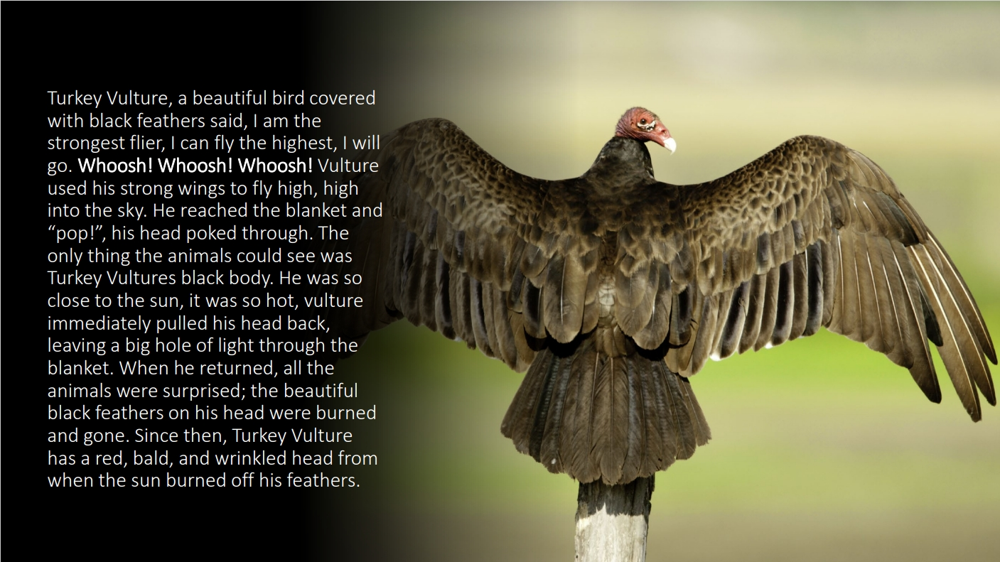 Turkey Vulture, a beautiful bird covered
with black feathers said, I am the
strongest flier, I can fly the highest, I will
go. Whoosh! Whoosh! Whoosh! Vulture
used his strong wings to fly high, high
into the sky. He reached the blanket and
“pop!”, his head poked through. The
only thing the animals could see was
Turkey Vultures black body. He was so
close to the sun, it was so hot, vulture
immediately pulled his head back,
leaving a big hole of light through the
blanket. When he returned, all the
animals were surprised; the beautiful
black feathers on his head were burned
and gone. Since then, Turkey Vulture
has a red, bald, and wrinkled head from
when the sun burned off his feathers.